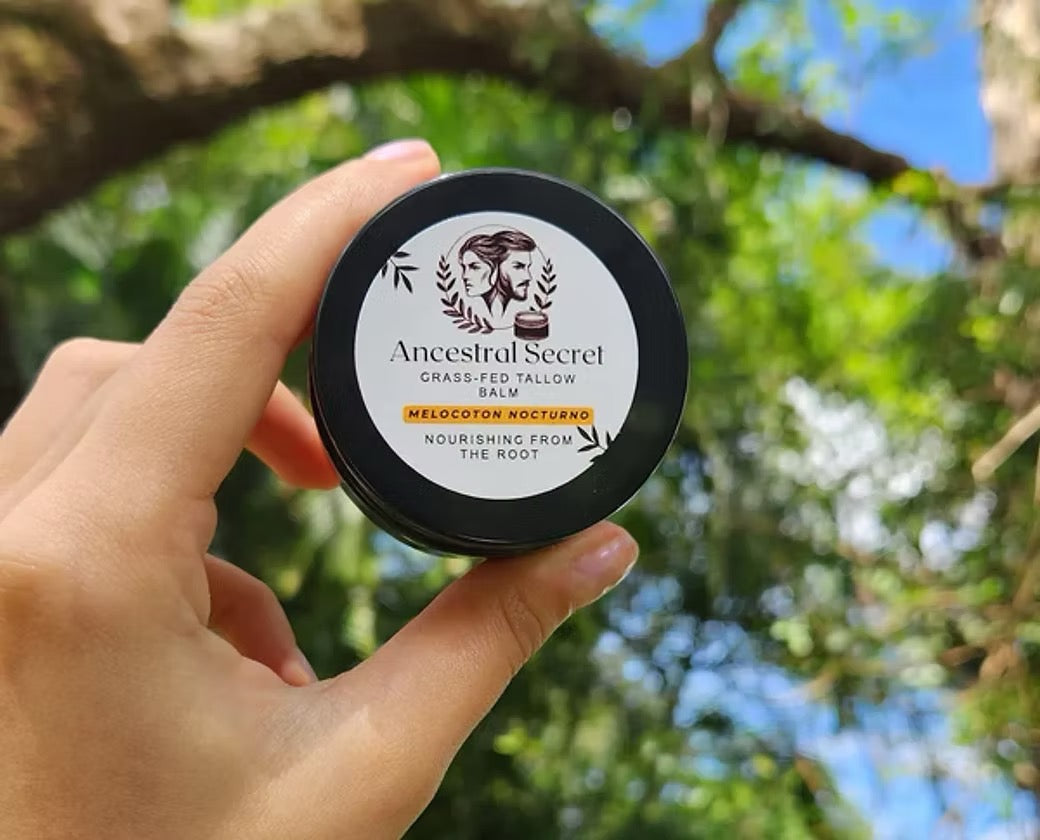 Ancestral Secret
GRASS-FED TALLOW
BALM
MELOCOTON NOCTURNO
NOURISHING FROM
THE ROOT